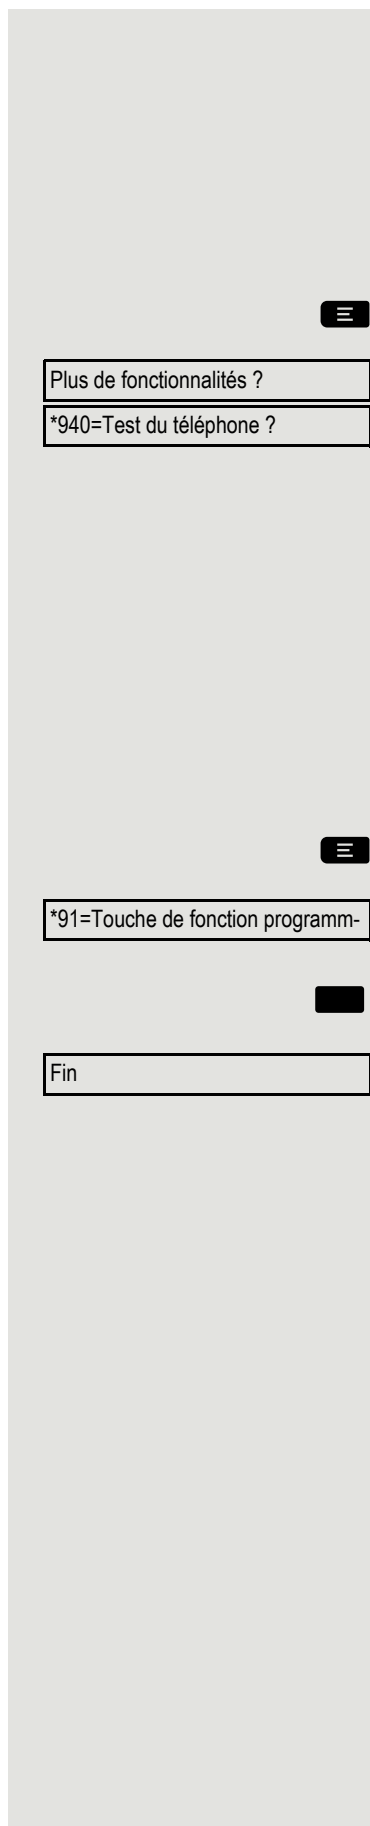 Plus de fonctionnalités ?
*940=Test du téléphone ?
*91=Touche de fonction programm-
Fin